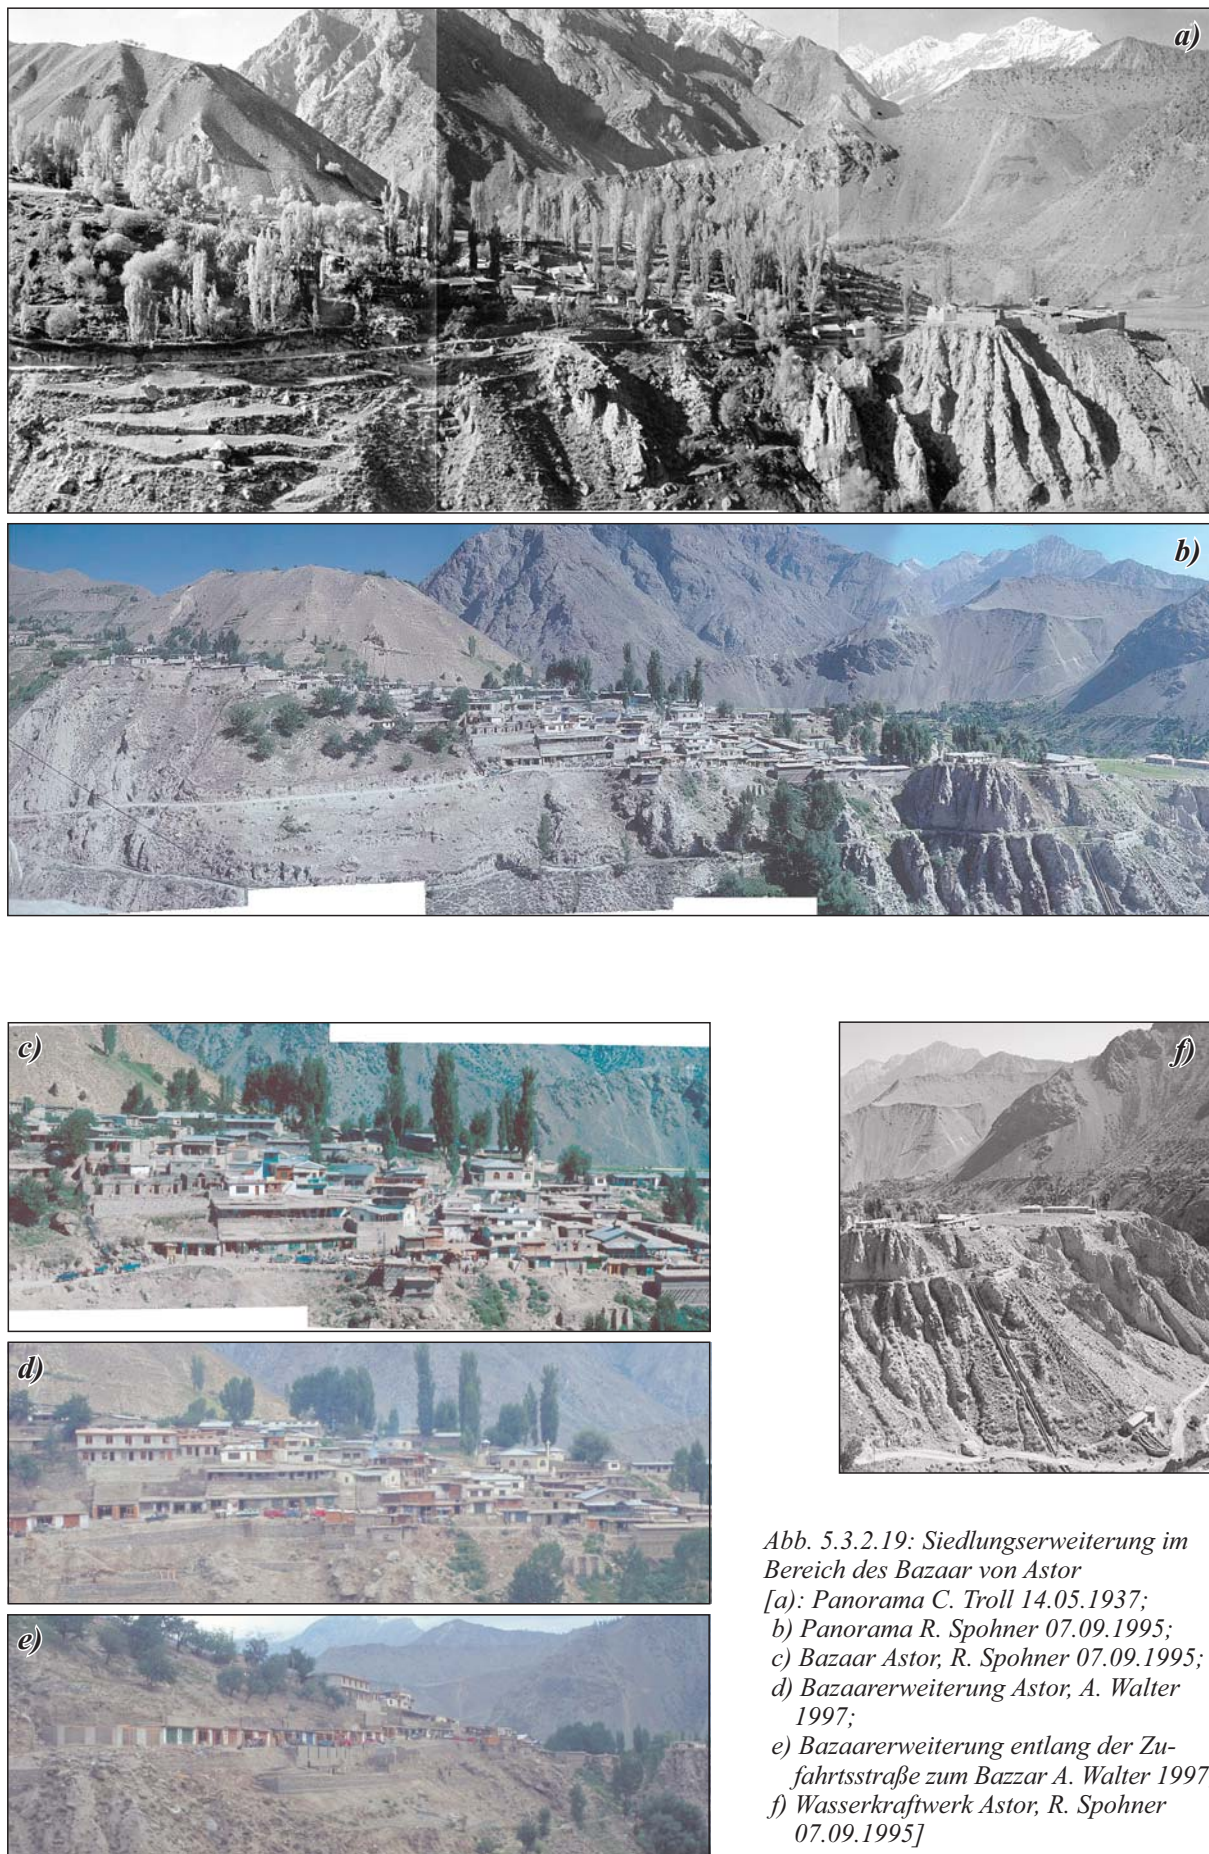 a)
b)
c)
f)
d)
e)
Abb. 5.3.2.19: Siedlungserweiterung im
Bereich des Bazaar von Astor
[a): Panorama C. Troll 14.05.1937;
b) Panorama R. Spohner 07.09.1995;
c) Bazaar Astor, R. Spohner 07.09.1995;
d) Bazaarerweiterung Astor, A. Walter
1997;
e) Bazaarerweiterung entlang der Zu-
fahrtsstraße zum Bazzar A. Walter 1997;
f) Wasserkraftwerk Astor, R. Spohner
07.09.1995]